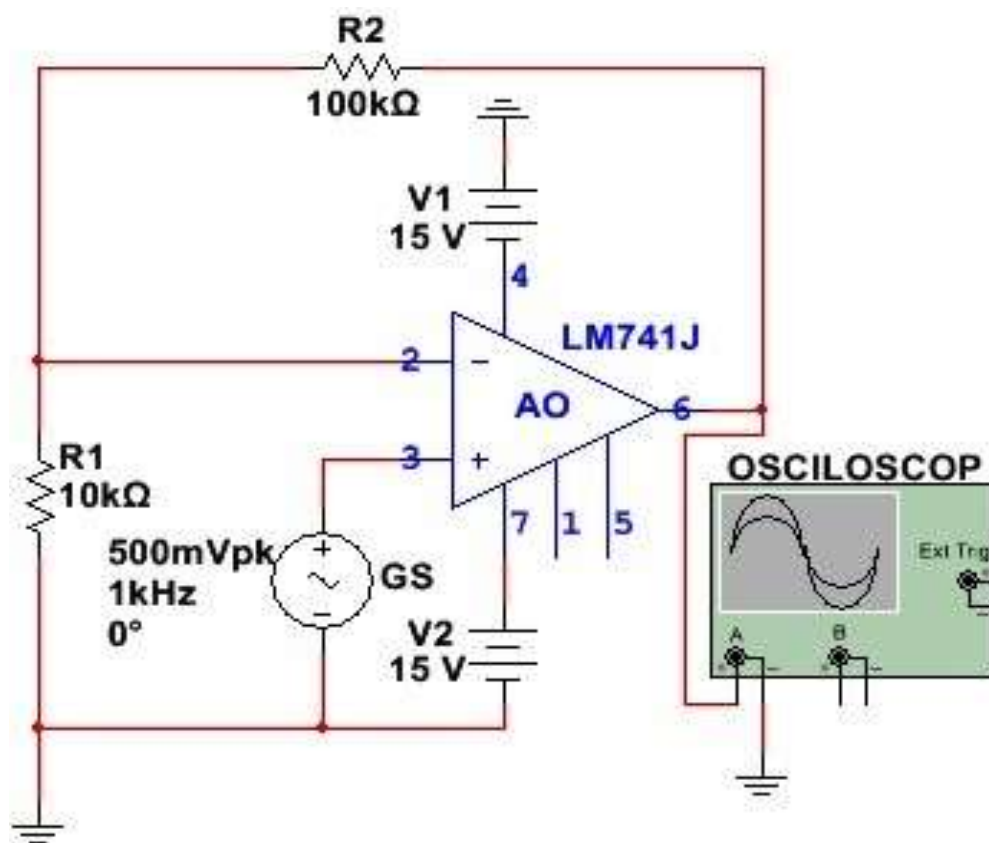 R2
100kΩ
V1
15 V
4
LM741J
2
−
AO
6
3
+
R1
10kΩ
7
1
5
OSCILOSCOP
500mVpk
1kHz
0°
+
−
GS
V2
15 V
Ext Trig
+
−
A
B
+
−
+
−